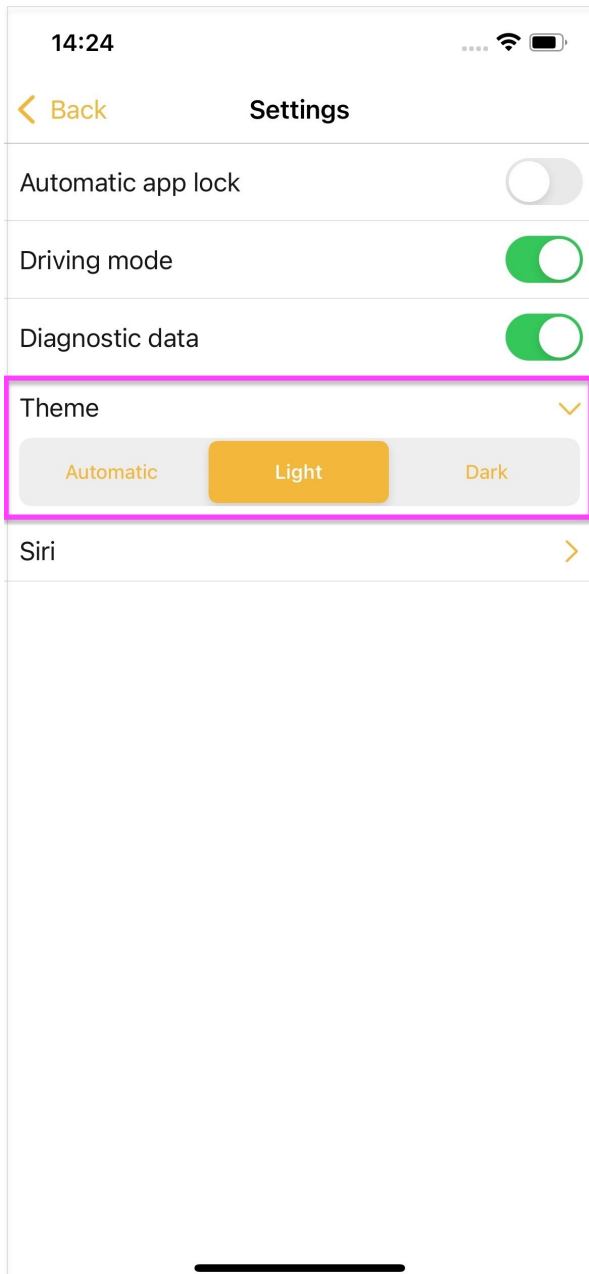 14:24
Back
Settings
Automatic app lock
Driving mode
Diagnostic data
Theme
Automatic Light Dark
Siri